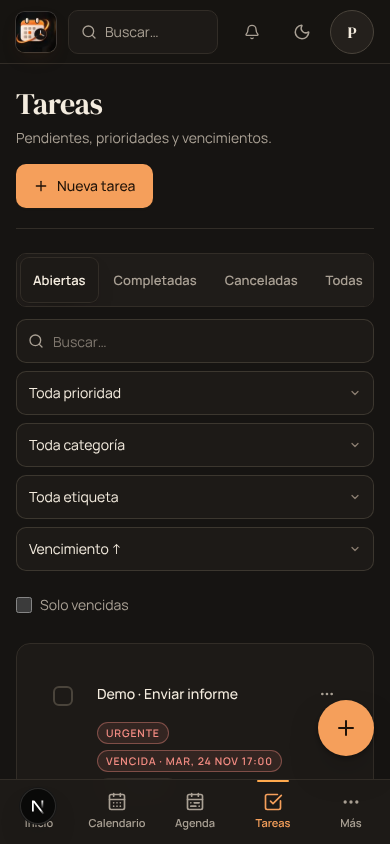 Buscar...
P
Tareas
Pendientes, prioridades y vencimientos.
+ Nueva tarea
Abiertas Completadas Canceladas Todas
Buscar...
Toda prioridad
Toda categoría
Toda etiqueta
Vencimiento ↑
Solo vencidas
Demo · Enviar informe
URGENTE
VENCIDA · MAR, 24 NOV 17:00
N
Inicio Calendario Agenda Tareas Más